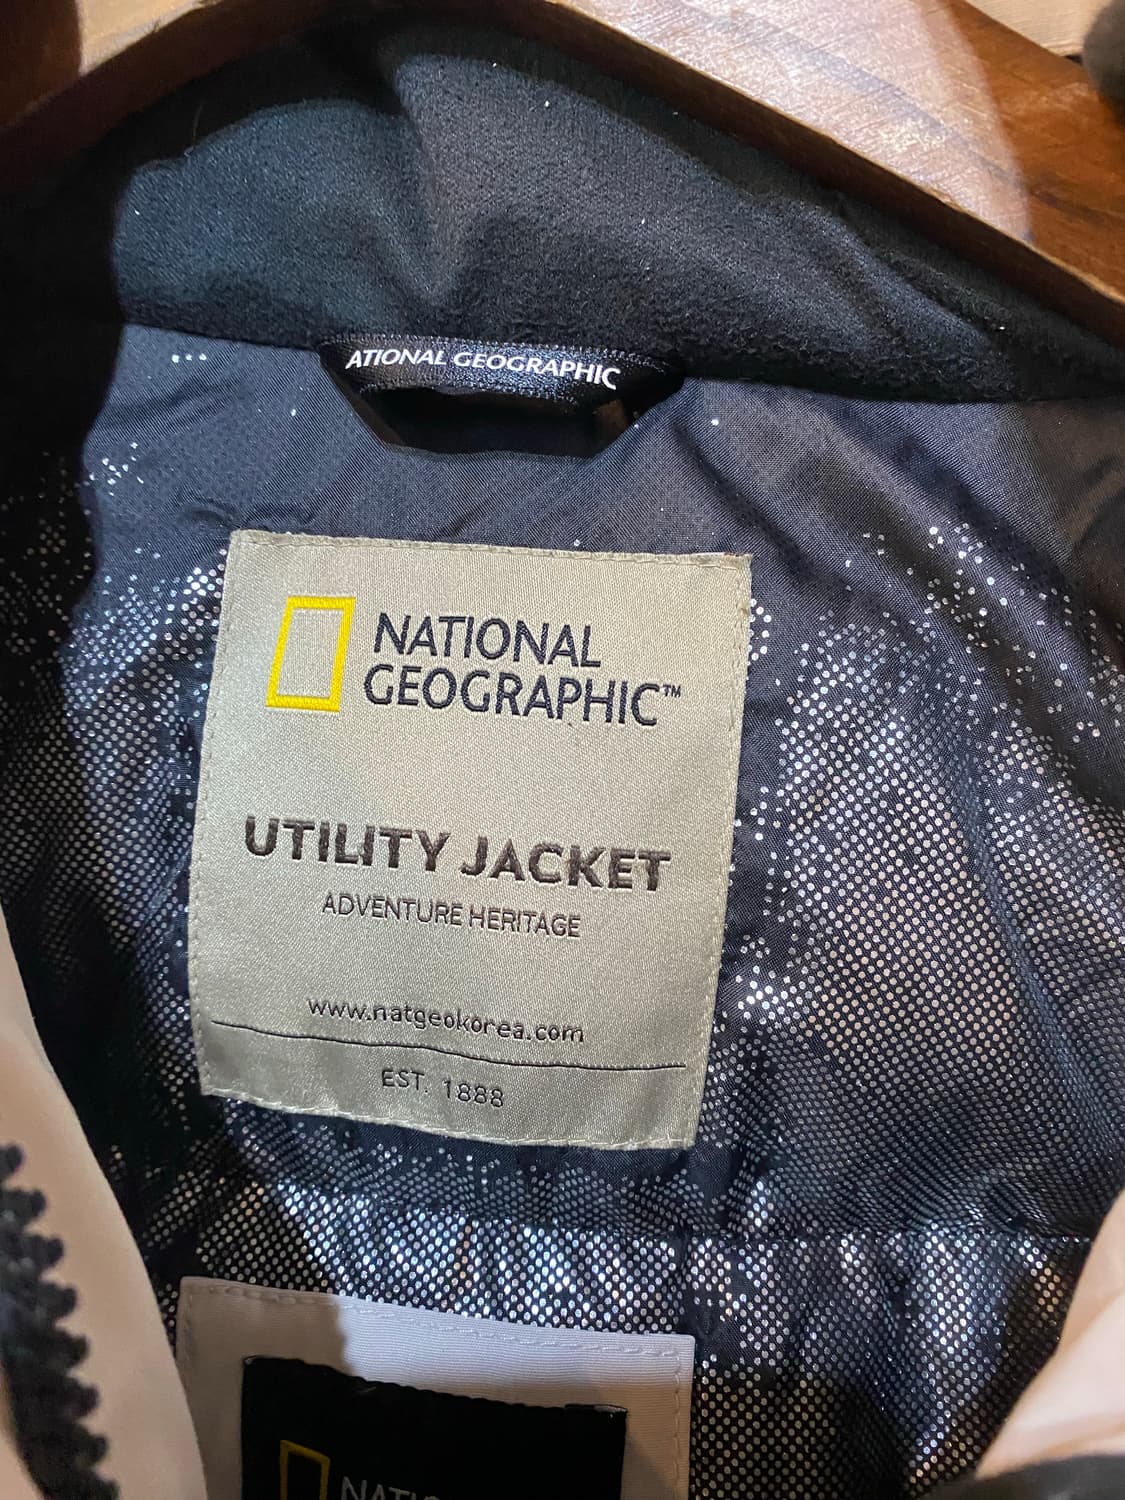 ATIONAL GEOGRAPHIC
NATIONAL
GEOGRAPHIC™
UTILITY JACKET
ADVENTURE HERITAGE
www.natgeokorea.com
EST. 1888